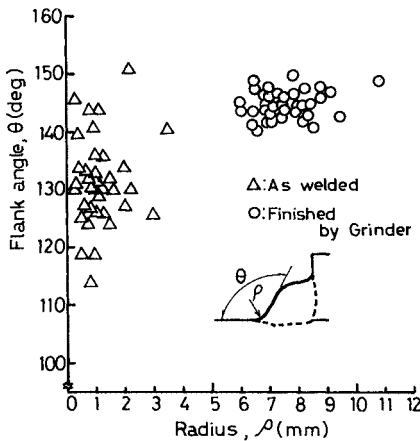 Flank angle, θ(deg)
160
150
140
130
120
110
100
0
△:As welded
○:Finished
by Grinder
θ
ρ
0 1 2 3 4 5 6 7 8 9 10 11 12
Radius, ρ(mm)